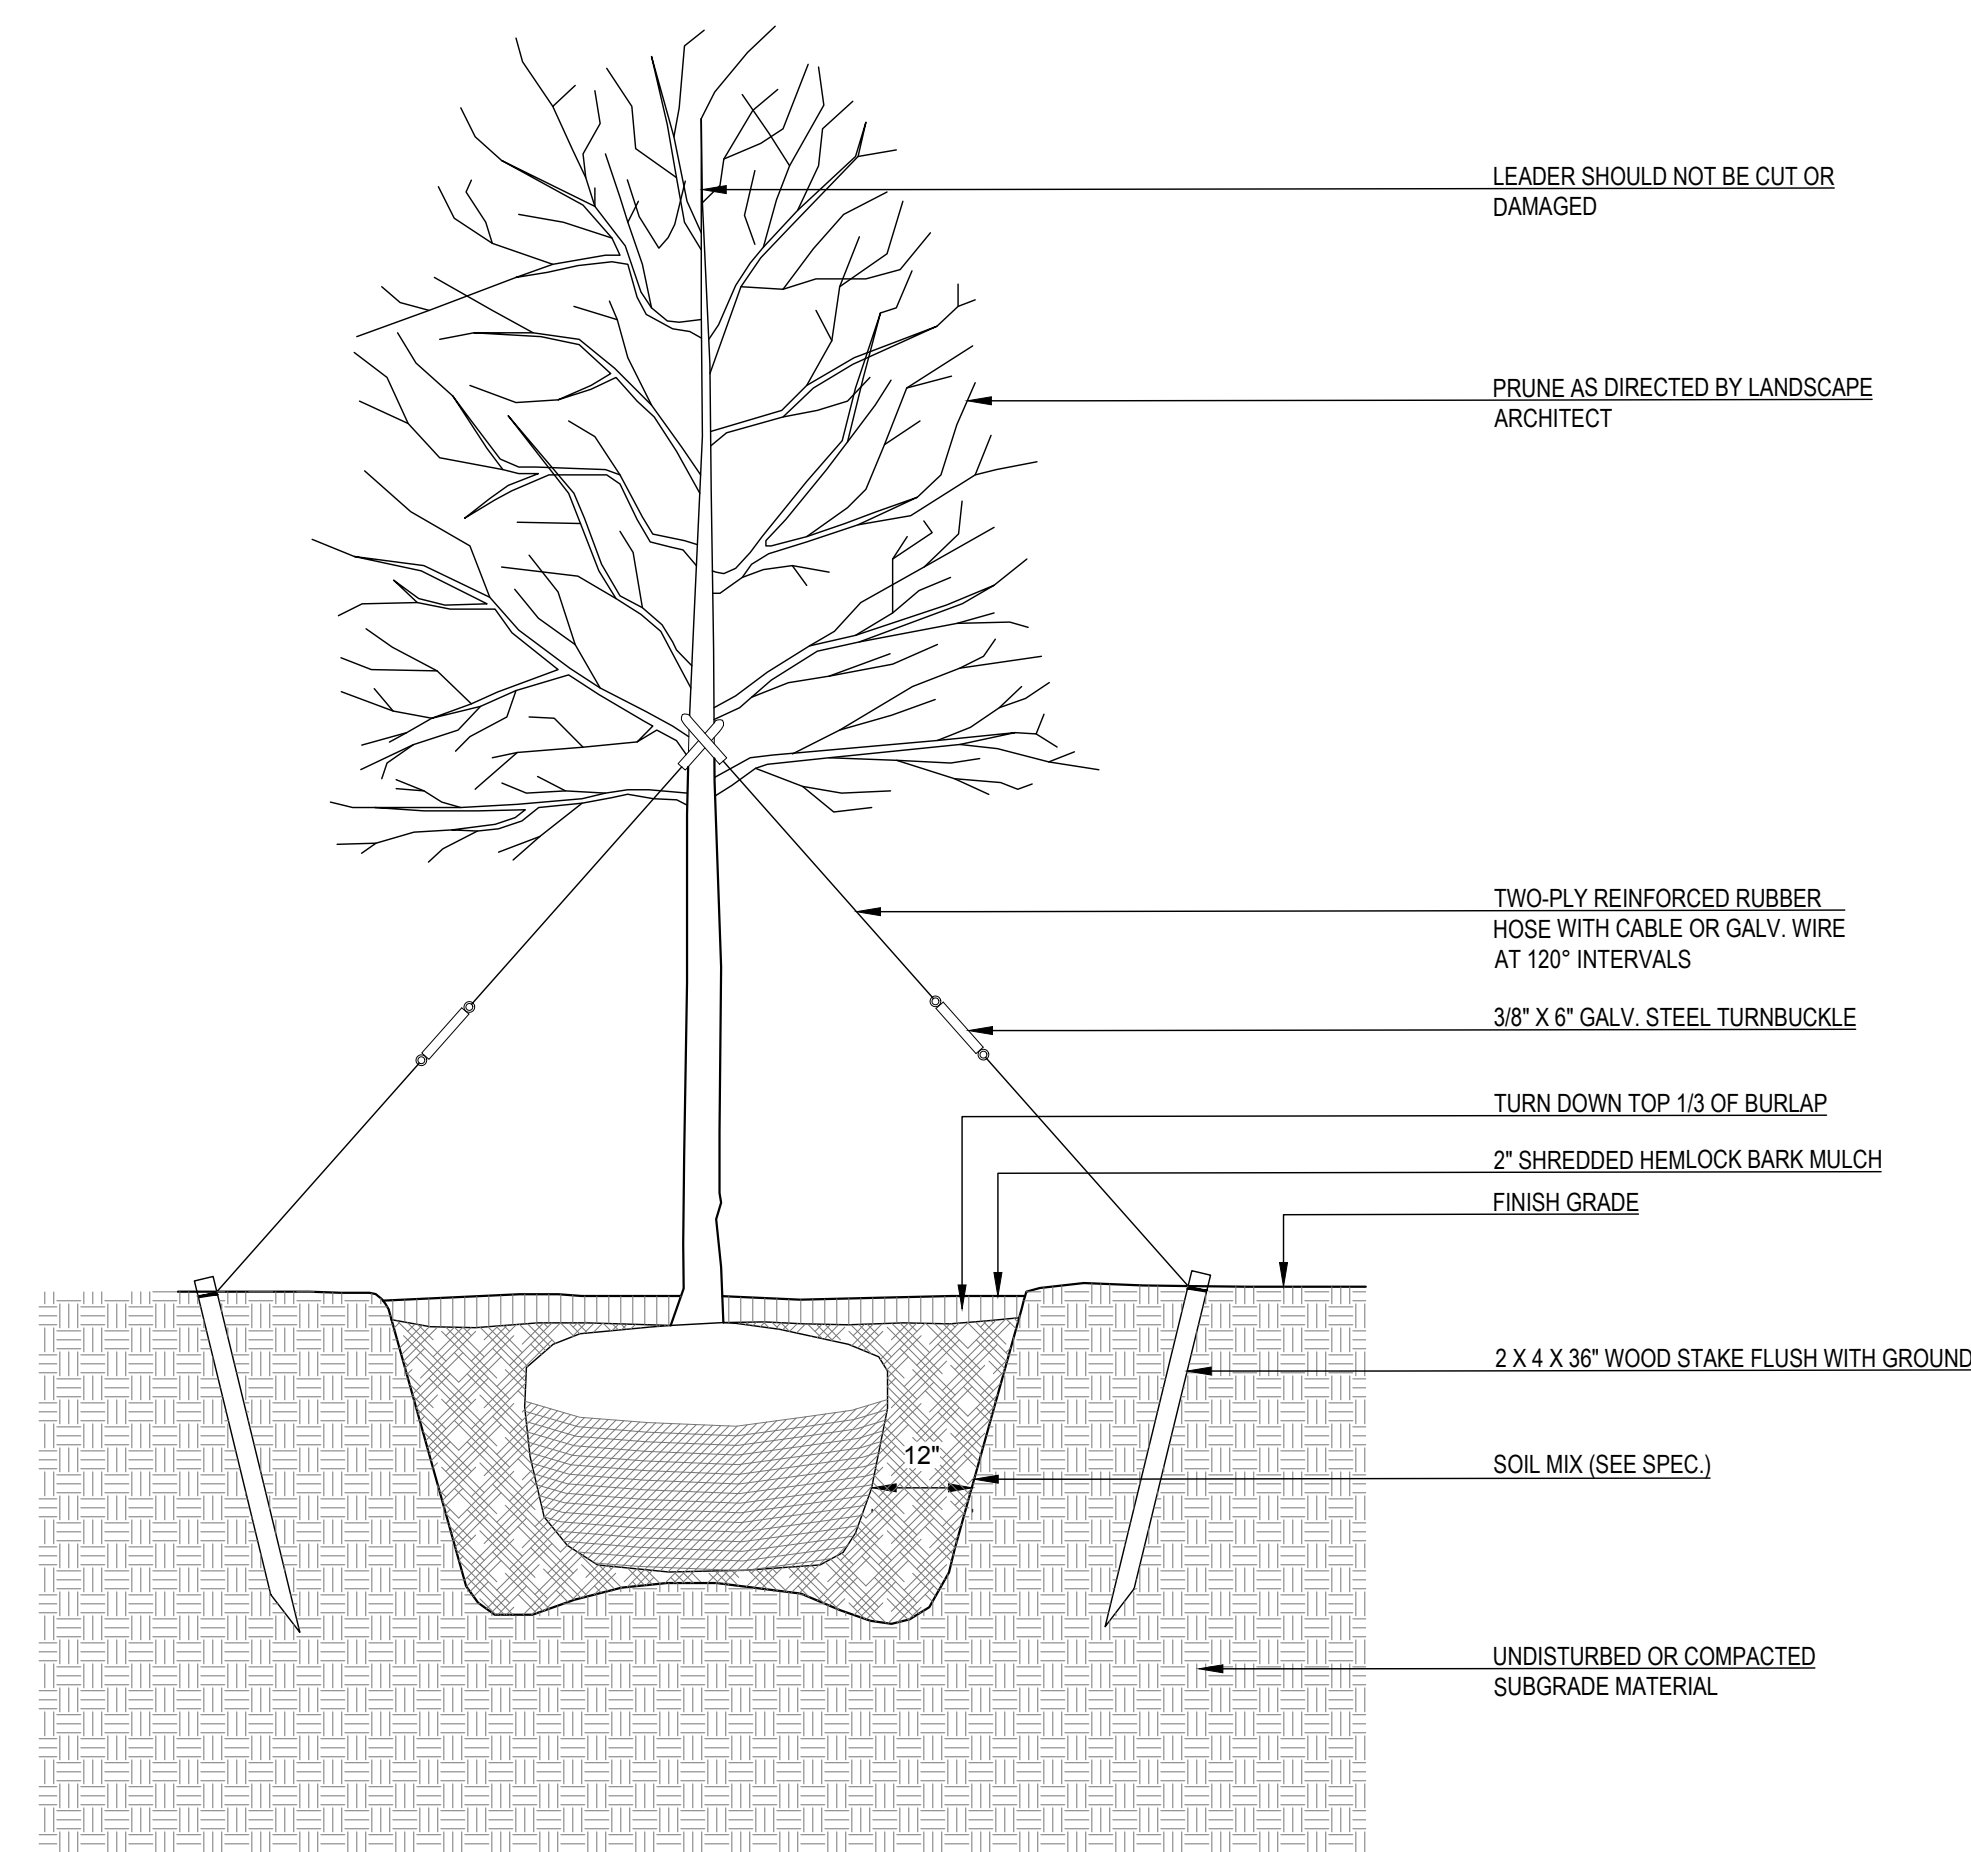 LEADER SHOULD NOT BE CUT OR
DAMAGED
PRUNE AS DIRECTED BY LANDSCAPE
ARCHITECT
TWO-PLY REINFORCED RUBBER
HOSE WITH CABLE OR GALV. WIRE
AT 120° INTERVALS
3/8" X 6" GALV. STEEL TURNBUCKLE
TURN DOWN TOP 1/3 OF BURLAP
2" SHREDDED HEMLOCK BARK MULCH
FINISH GRADE
2 X 4 X 36" WOOD STAKE FLUSH WITH GROUND
12"
SOIL MIX (SEE SPEC.)
UNDISTURBED OR COMPACTED
SUBGRADE MATERIAL